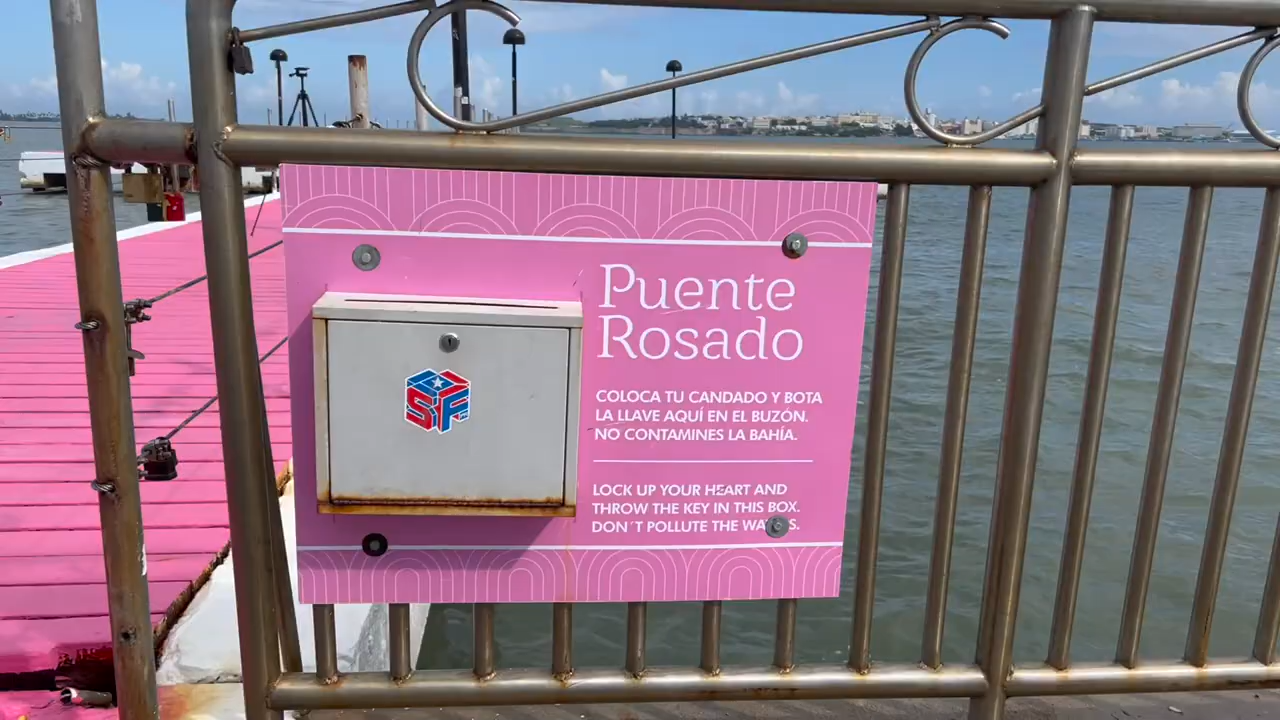 Puente
Rosado
COLOCA TU CANDADO Y BOTA
LA LLAVE AQUÍ EN EL BUZÓN.
NO CONTAMINES LA BAHÍA.
LOCK UP YOUR HEART AND
THROW THE KEY IN THIS BOX.
DON´T POLLUTE THE
SF